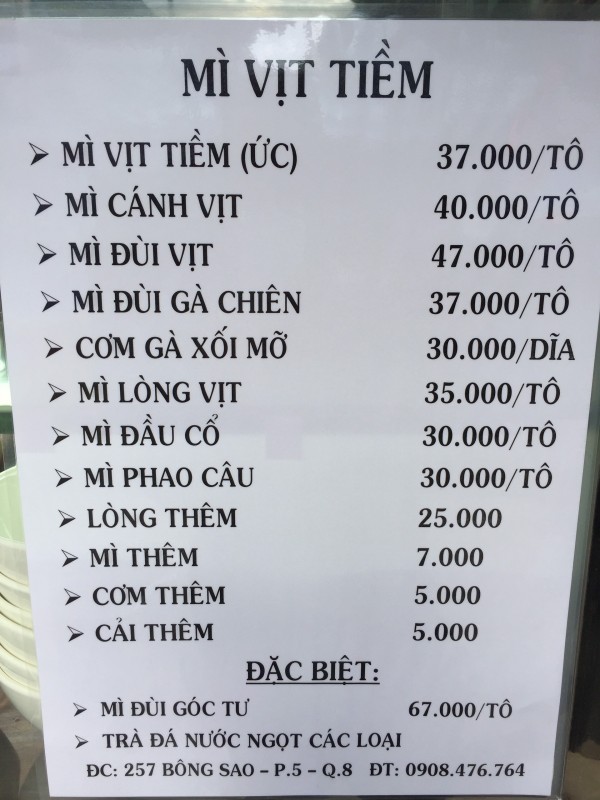 MÌ VỊT TIỀM
➢ MÌ VỊT TIỀM (ỨC) 37.000/TÔ
➢ MÌ CÁNH VỊT 40.000/TÔ
➢ MÌ ĐÙI VỊT 47.000/TÔ
➢ MÌ ĐÙI GÀ CHIÊN 37.000/TÔ
➢ CƠM GÀ XỐI MỠ 30.000/DĨA
➢ MÌ LÒNG VỊT 35.000/TÔ
➢ MÌ ĐẦU CỔ 30.000/TÔ
➢ MÌ PHAO CÂU 30.000/TÔ
➢ LÒNG THÊM 25.000
➢ MÌ THÊM 7.000
➢ CƠM THÊM 5.000
➢ CẢI THÊM 5.000
ĐẶC BIỆT:
➢ MÌ ĐÙI GÓC TƯ 67.000/TÔ
➢ TRÀ ĐÁ NƯỚC NGỌT CÁC LOẠI
ĐC: 257 BÔNG SAO – P.5 – Q.8 ĐT: 0908.476.764